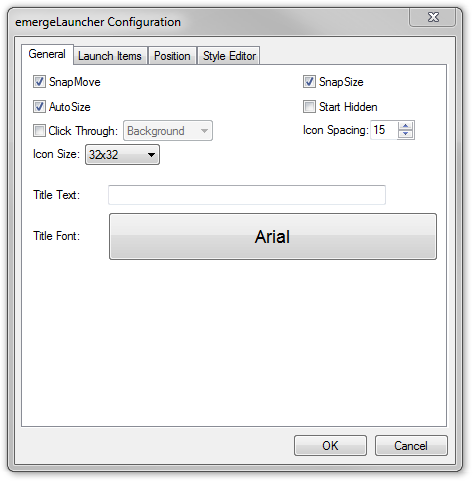 emergeLauncher Configuration
General Launch Items Position Style Editor
SnapMove SnapSize
AutoSize Start Hidden
Click Through: Background Icon Spacing: 15
Icon Size: 32x32
Title Text:
Title Font: Arial
OK Cancel